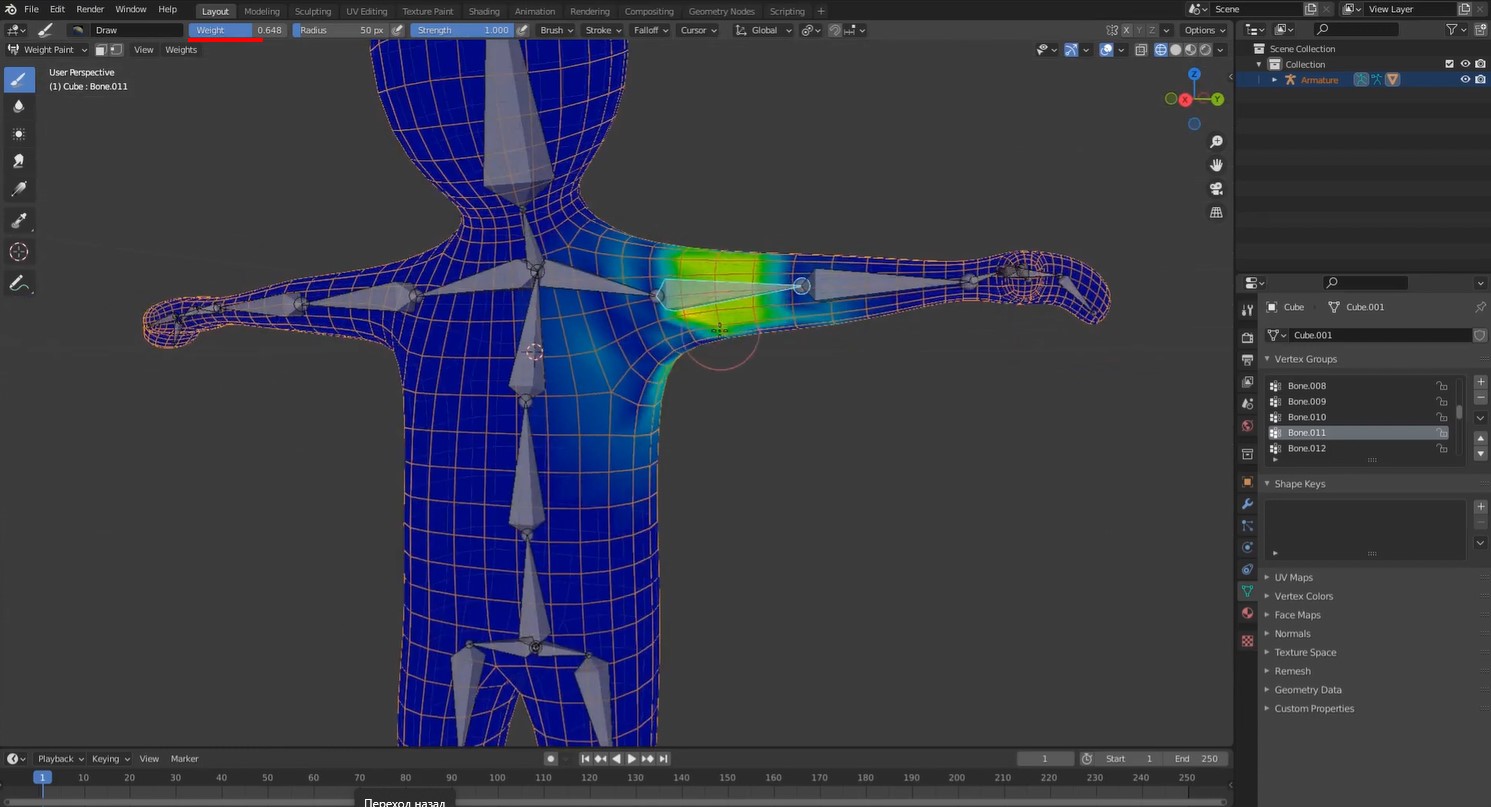 File Edit Render Window Help Layout Modeling Sculpting UV Editing Texture Paint Shading Animation Rendering Compositing Geometry Nodes Scripting + Scene View Layer
Draw Weight 0.648 Radius 50 px Strength 1.000 Brush Stroke Falloff Cursor Global X Y Z Options
Weight Paint View Weights
User Perspective
(1) Cube : Bone.011
Z
X
Y
Scene Collection
Collection
Armature
Cube Cube.001
Cube.001
Vertex Groups
Bone.008
Bone.009
Bone.010
Bone.011
Bone.012
Shape Keys
UV Maps
Vertex Colors
Face Maps
Normals
Texture Space
Remesh
Geometry Data
Custom Properties
Playback Keying View Marker 1 Start 1 End 250
1 10 20 30 40 50 60 70 80 90 100 110 120 130 140 150 160 170 180 190 200 210 220 230 240 250
Переход назад